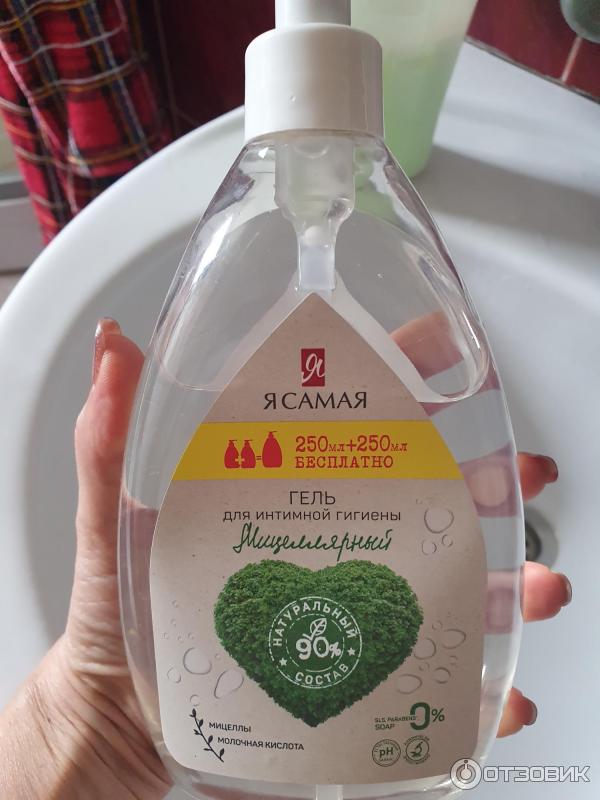 Я
Я САМАЯ
250мл+250мл
БЕСПЛАТНО
ГЕЛЬ
для интимной гигиены
Мицеллярный
НАТУРАЛЬНЫЙ
90%
СОСТАВ
МИЦЕЛЛЫ
МОЛОЧНАЯ КИСЛОТА
SLS, PARABENS,
SOAP 0%
pH
ОТЗОВИК